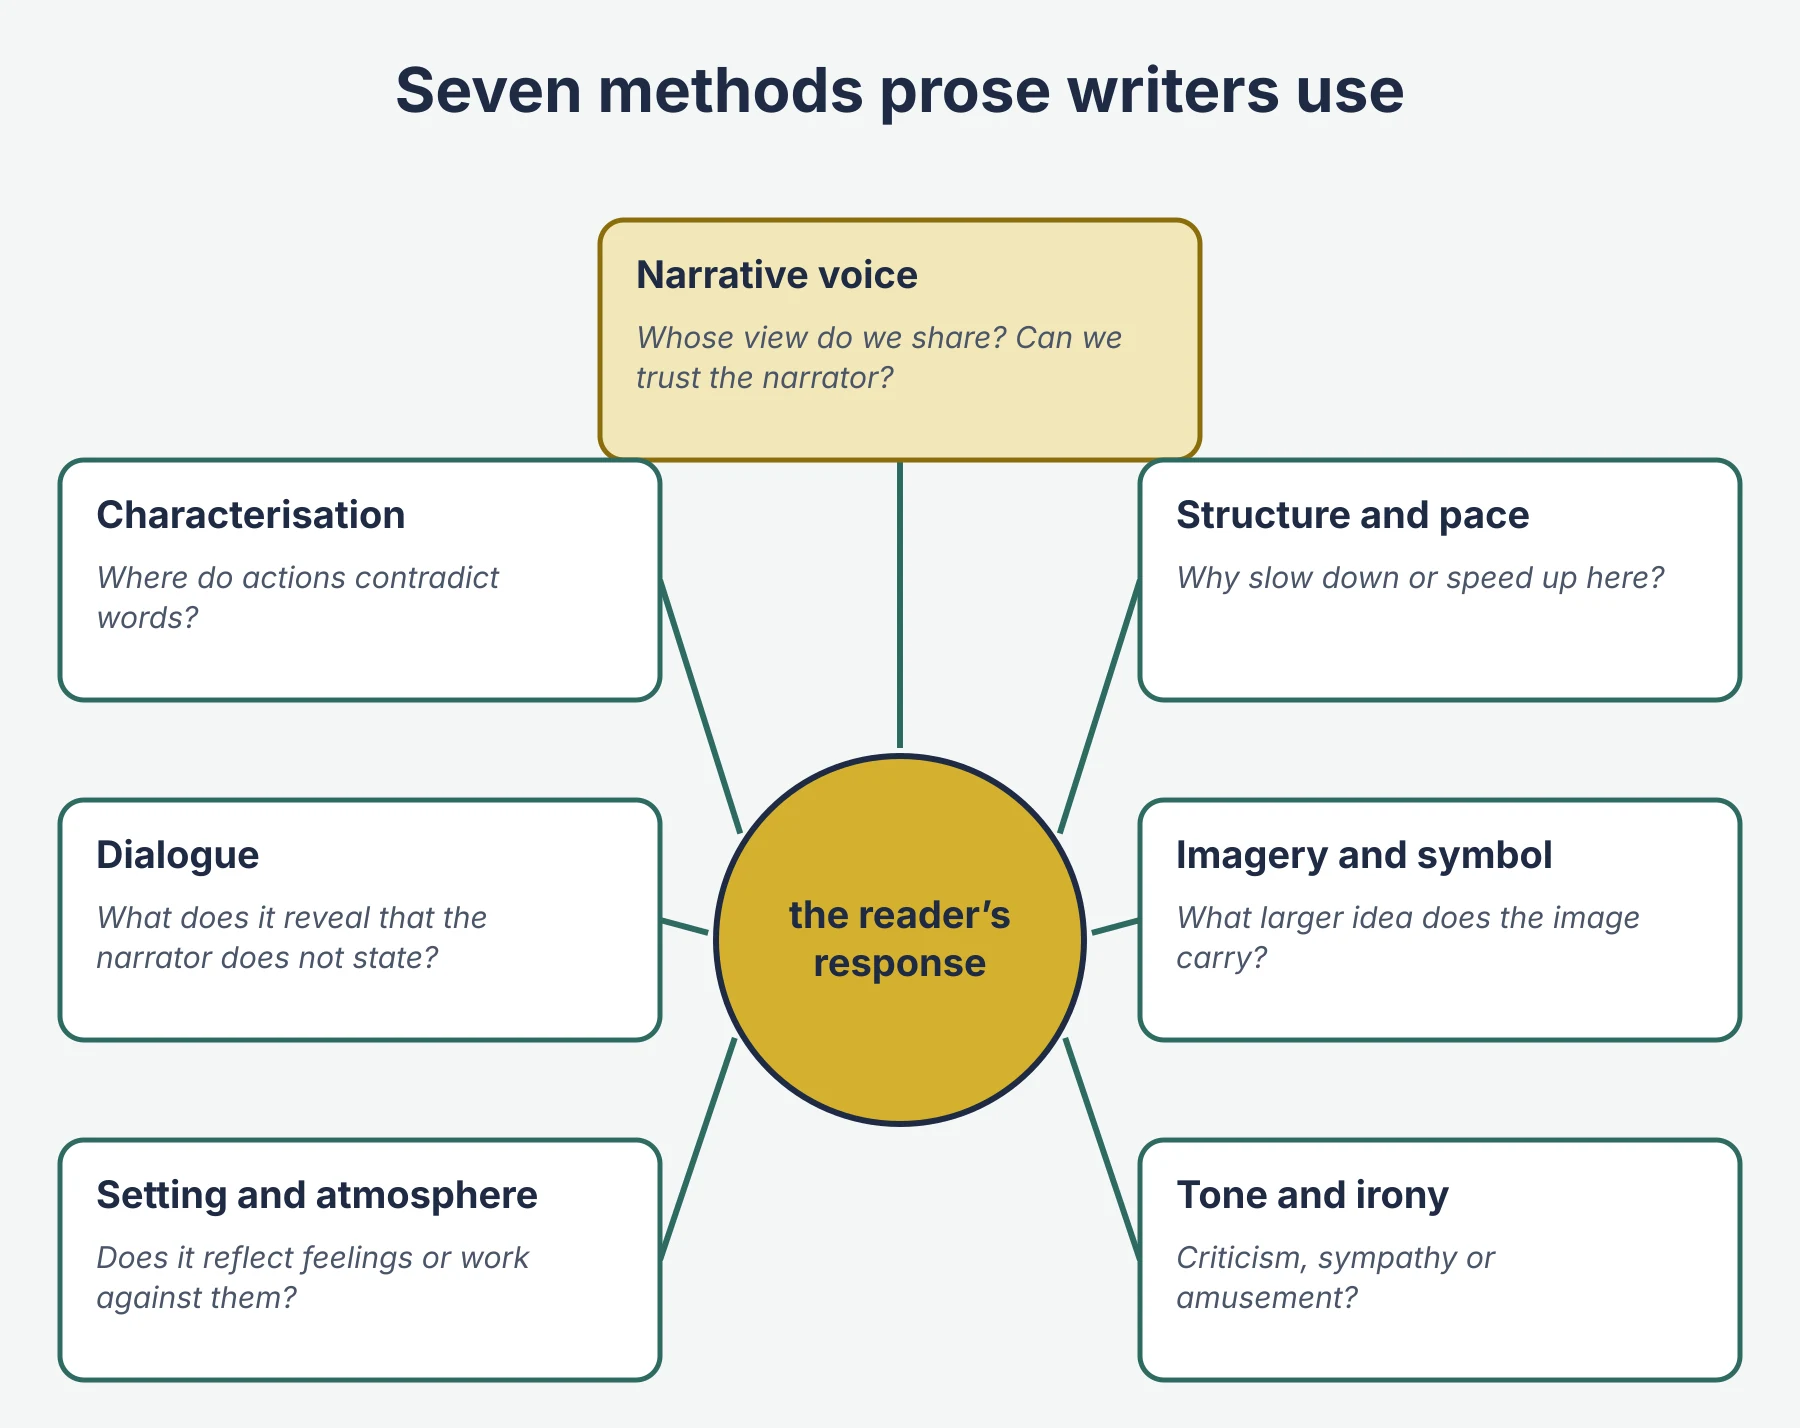 Seven methods prose writers use
Narrative voice
Whose view do we share? Can we
trust the narrator?
Characterisation
Where do actions contradict
words?
Structure and pace
Why slow down or speed up here?
Dialogue
What does it reveal that the
narrator does not state?
the reader’s
response
Imagery and symbol
What larger idea does the image
carry?
Setting and atmosphere
Does it reflect feelings or work
against them?
Tone and irony
Criticism, sympathy or
amusement?